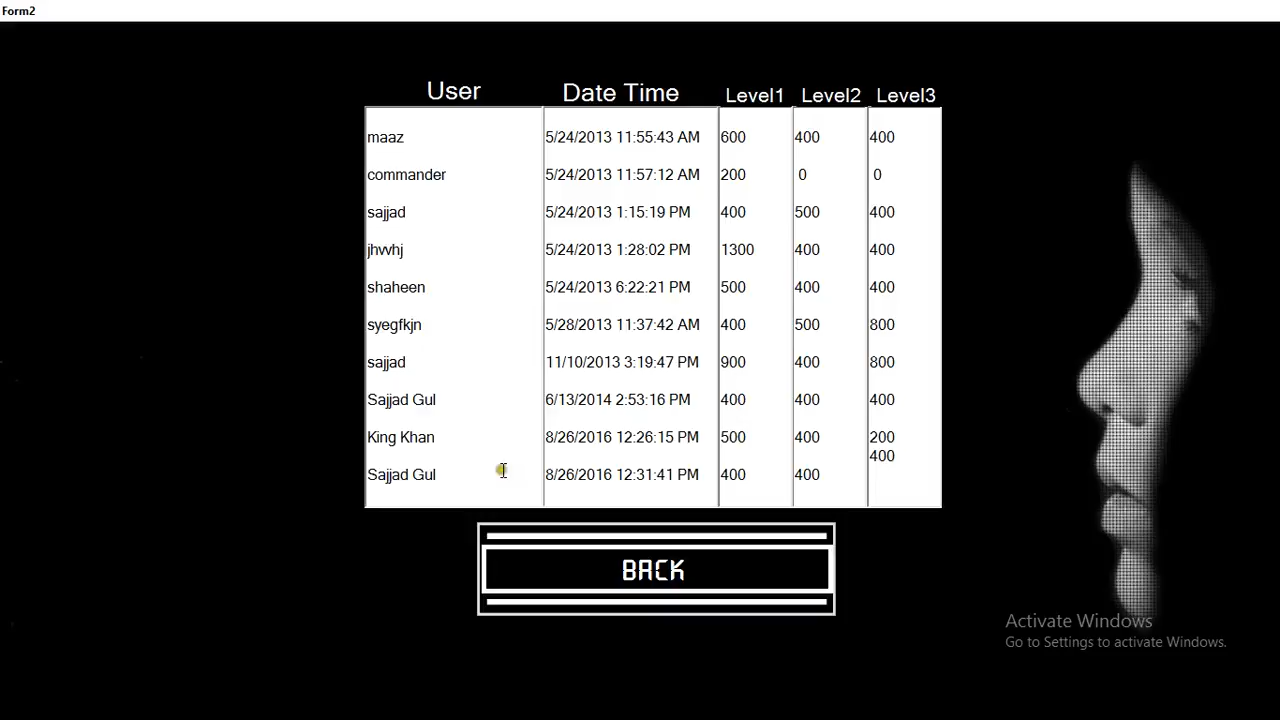 Form2
User Date Time Level1 Level2 Level3
maaz 5/24/2013 11:55:43 AM 600 400 400
commander 5/24/2013 11:57:12 AM 200 0 0
sajjad 5/24/2013 1:15:19 PM 400 500 400
jhvvhj 5/24/2013 1:28:02 PM 1300 400 400
shaheen 5/24/2013 6:22:21 PM 500 400 400
syegfkjn 5/28/2013 11:37:42 AM 400 500 800
sajjad 11/10/2013 3:19:47 PM 900 400 800
Sajjad Gul 6/13/2014 2:53:16 PM 400 400 400
King Khan 8/26/2016 12:26:15 PM 500 400 200
400
Sajjad Gul 8/26/2016 12:31:41 PM 400 400
BACK
Activate Windows
Go to Settings to activate Windows.